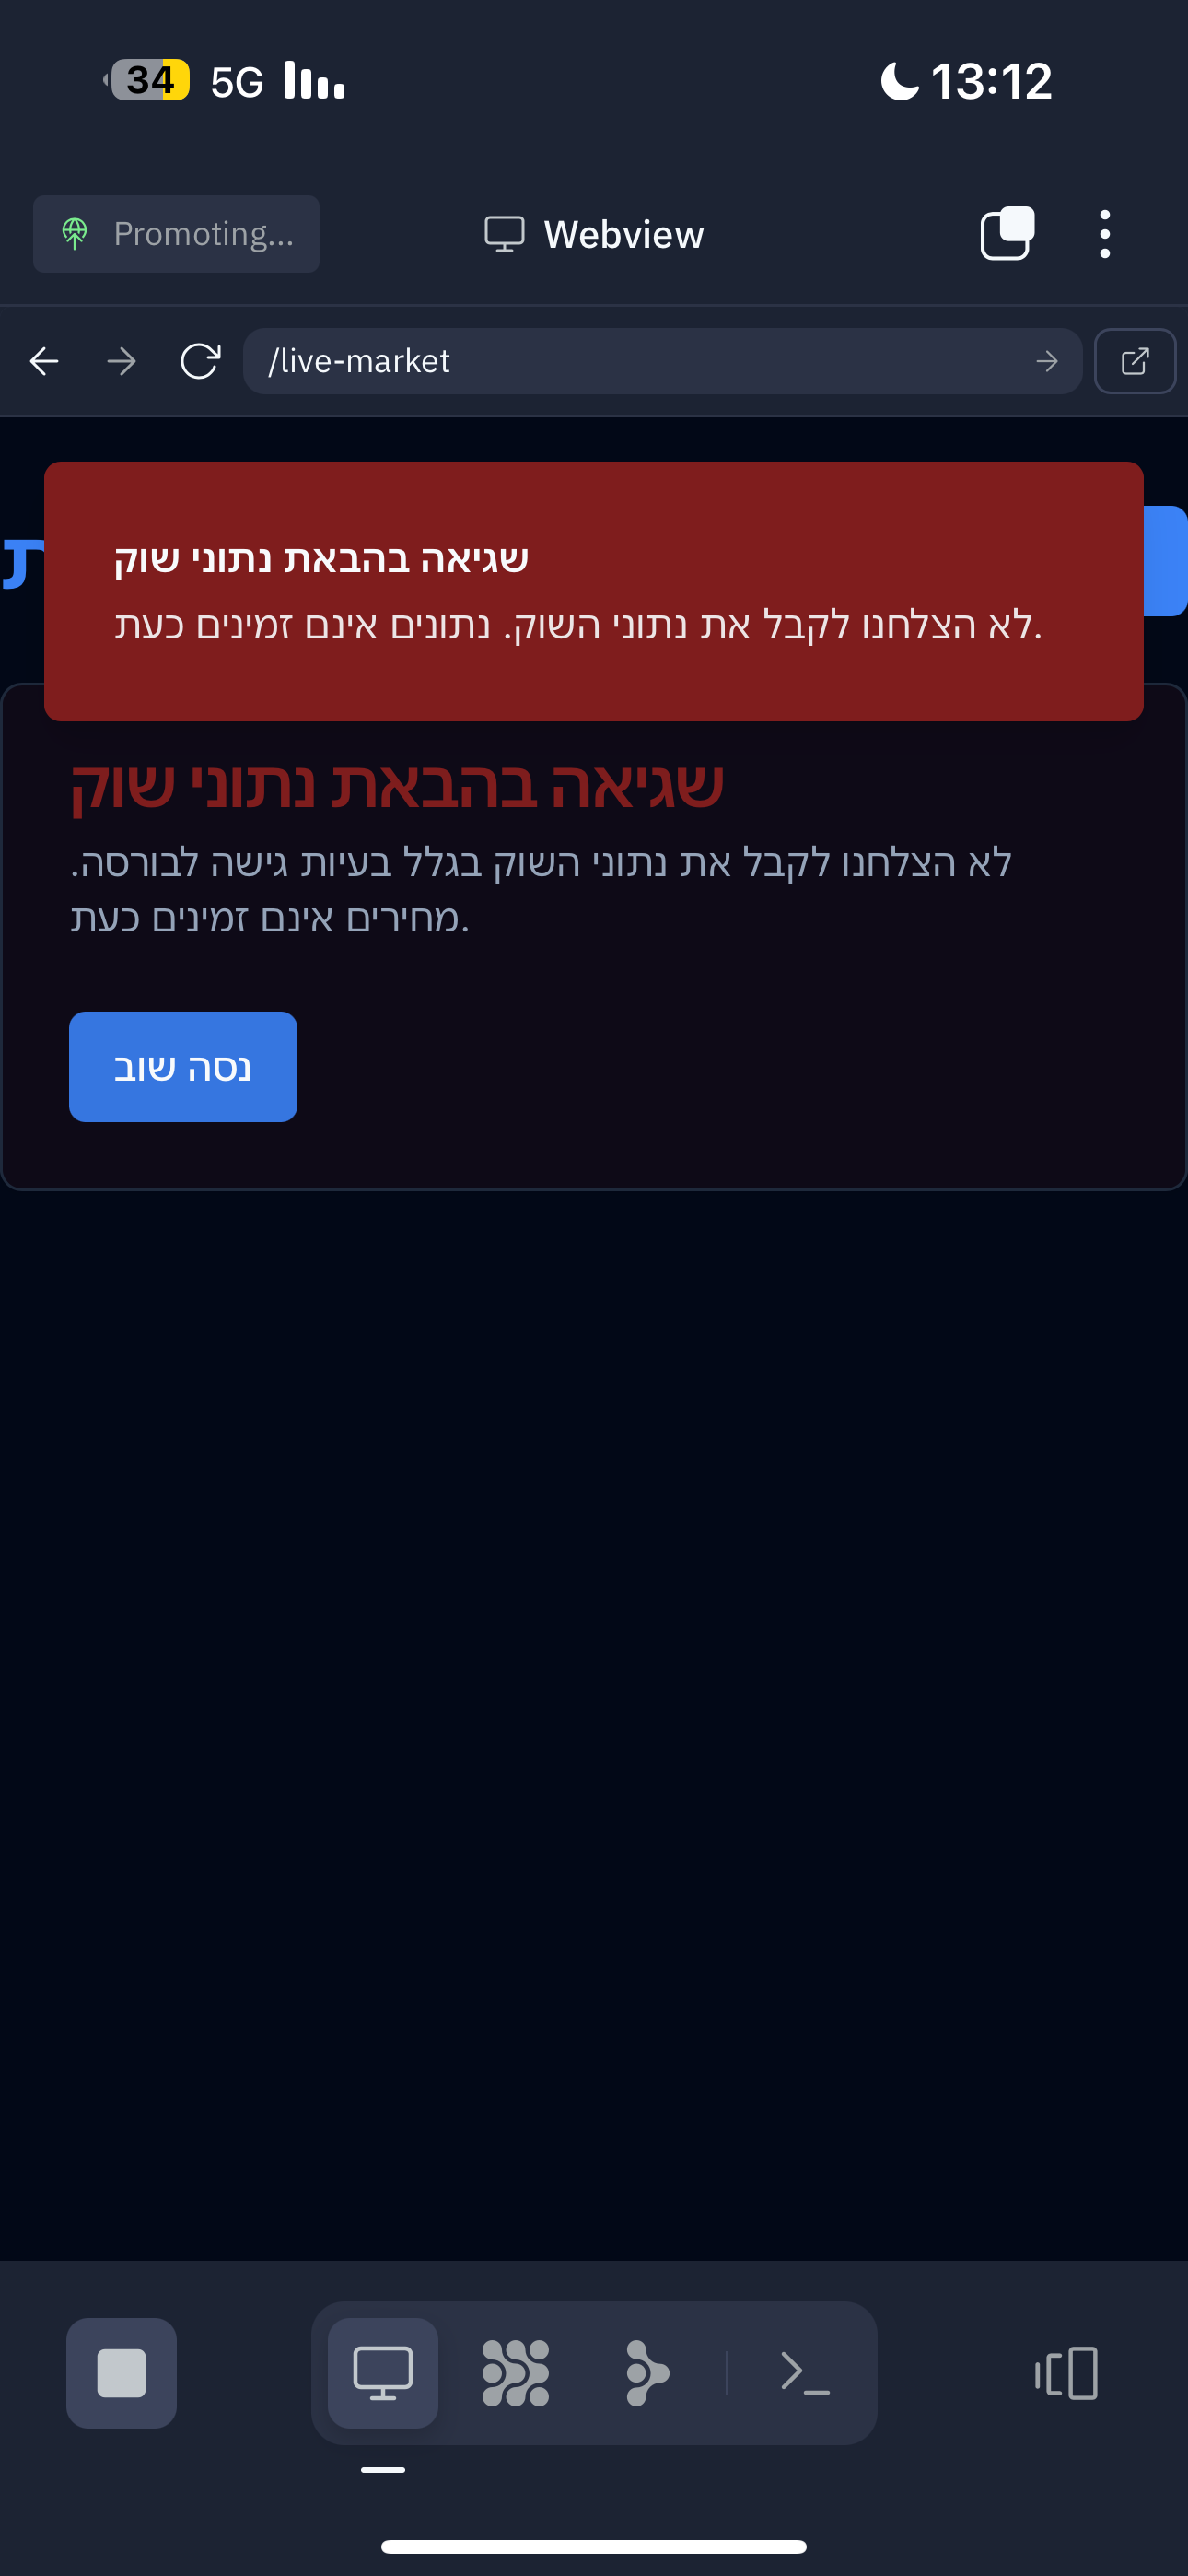 34 5G 13:12
Promoting... Webview
/live-market
שגיאה בהבאת נתוני שוק
לא הצלחנו לקבל את נתוני השוק. נתונים אינם זמינים כעת.
שגיאה בהבאת נתוני שוק
לא הצלחנו לקבל את נתוני השוק בגלל בעיות גישה לבורסה.
מחירים אינם זמינים כעת.
נסה שוב